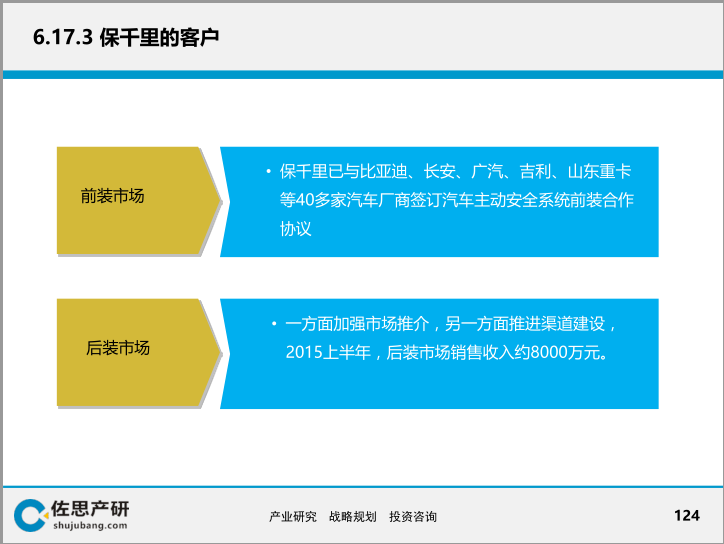 6.17.3 保千里的客户
前装市场
• 保千里已与比亚迪、长安、广汽、吉利、山东重卡
等40多家汽车厂商签订汽车主动安全系统前装合作
协议
后装市场
• 一方面加强市场推介，另一方面推进渠道建设，
2015上半年，后装市场销售收入约8000万元。
佐思产研
shujubang.com
产业研究 战略规划 投资咨询
124